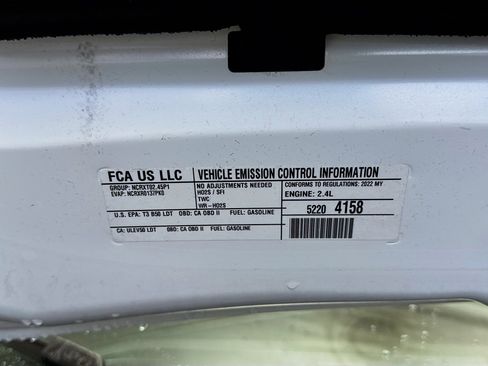 FCA US LLC
VEHICLE EMISSION CONTROL INFORMATION
GROUP: NCRXT02.45P1
EVAP: NCRXR0137PK0
NO ADJUSTMENTS NEEDED
HO2S / SFI
TWC
WR-HO2S
CONFORMS TO REGULATIONS: 2022 MY
ENGINE: 2.4L
U.S. EPA: T3 B50 LDT OBD: CA OBD II FUEL: GASOLINE
5220 4158
CA: ULEV50 LDT OBD: CA OBD II FUEL: GASOLINE